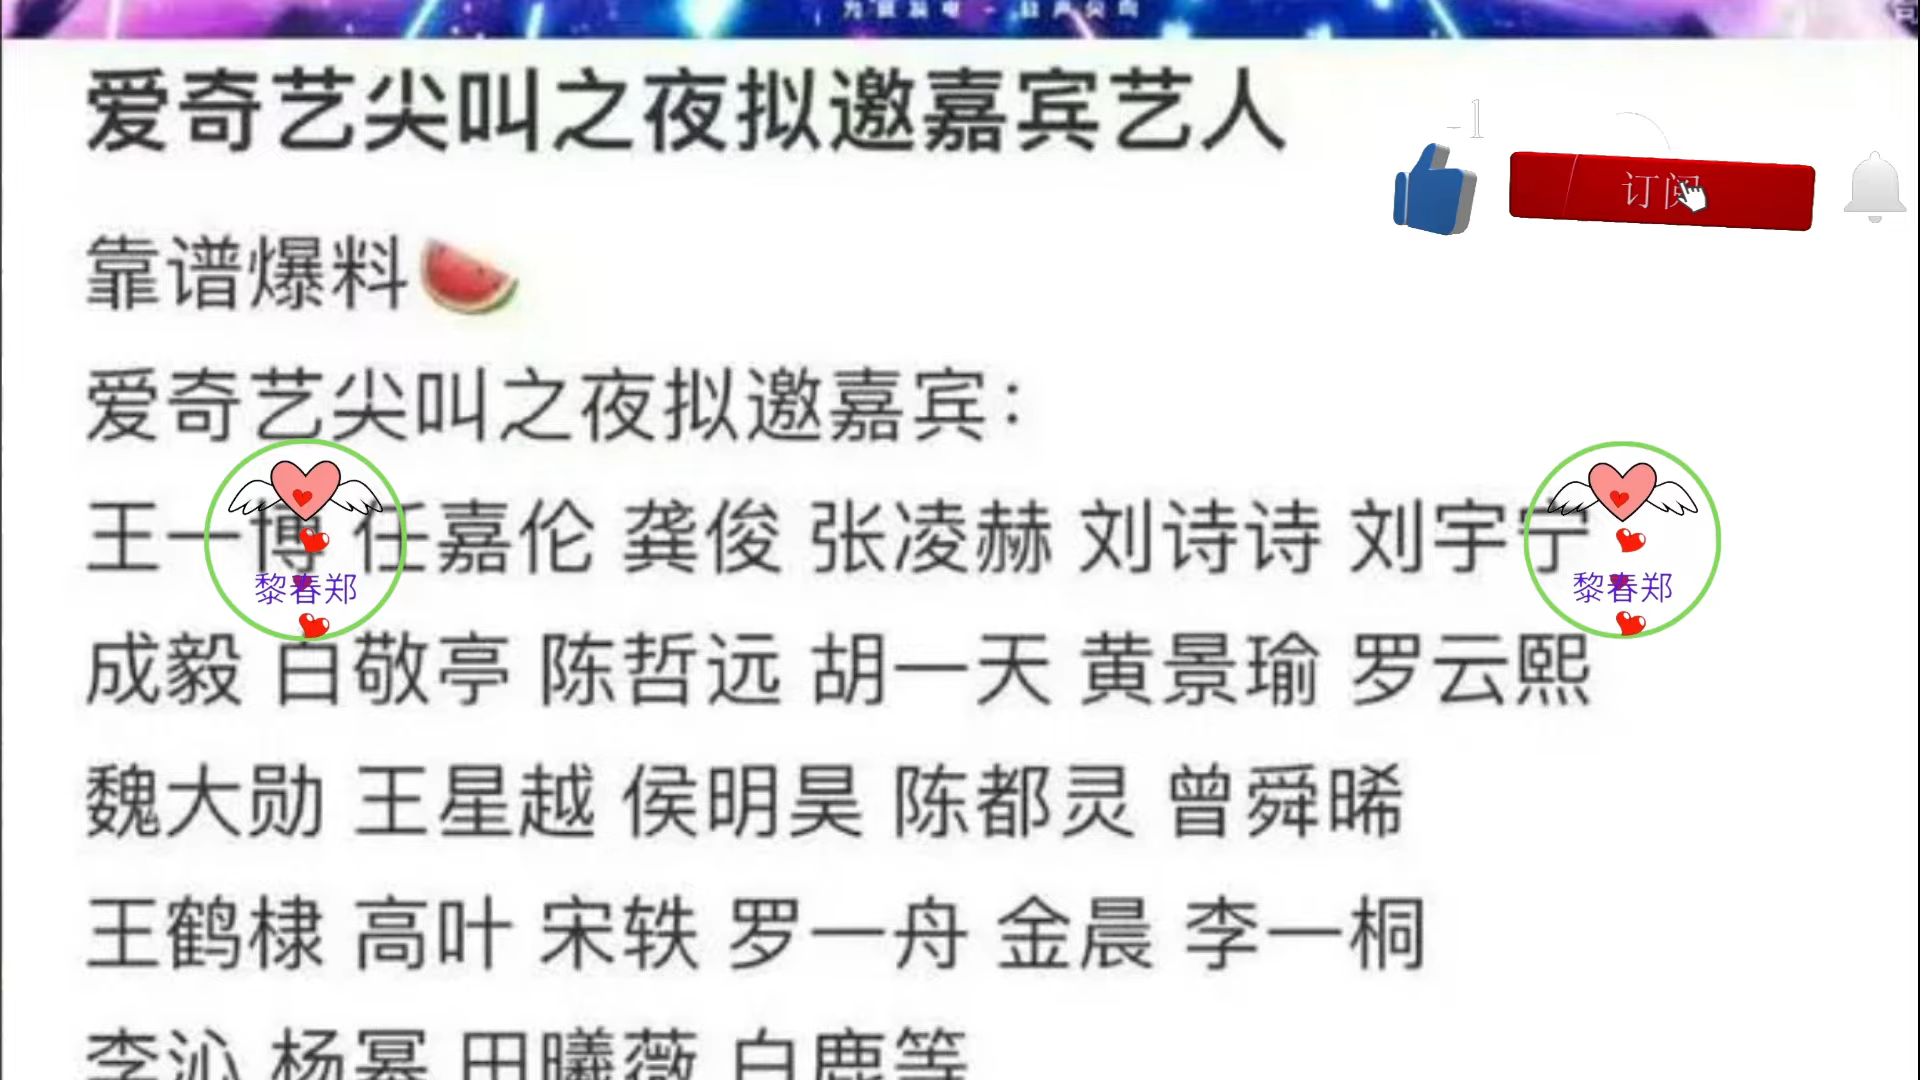 爱奇艺尖叫之夜拟邀嘉宾艺人
-1
订阅
靠谱爆料
爱奇艺尖叫之夜拟邀嘉宾：
王一博 任嘉伦 龚俊 张凌赫 刘诗诗 刘宇宁
黎春郑
黎春郑
成毅 白敬亭 陈哲远 胡一天 黄景瑜 罗云熙
魏大勋 王星越 侯明昊 陈都灵 曾舜晞
王鹤棣 高叶 宋轶 罗一舟 金晨 李一桐
李沁 杨幂 田曦薇 白鹿等